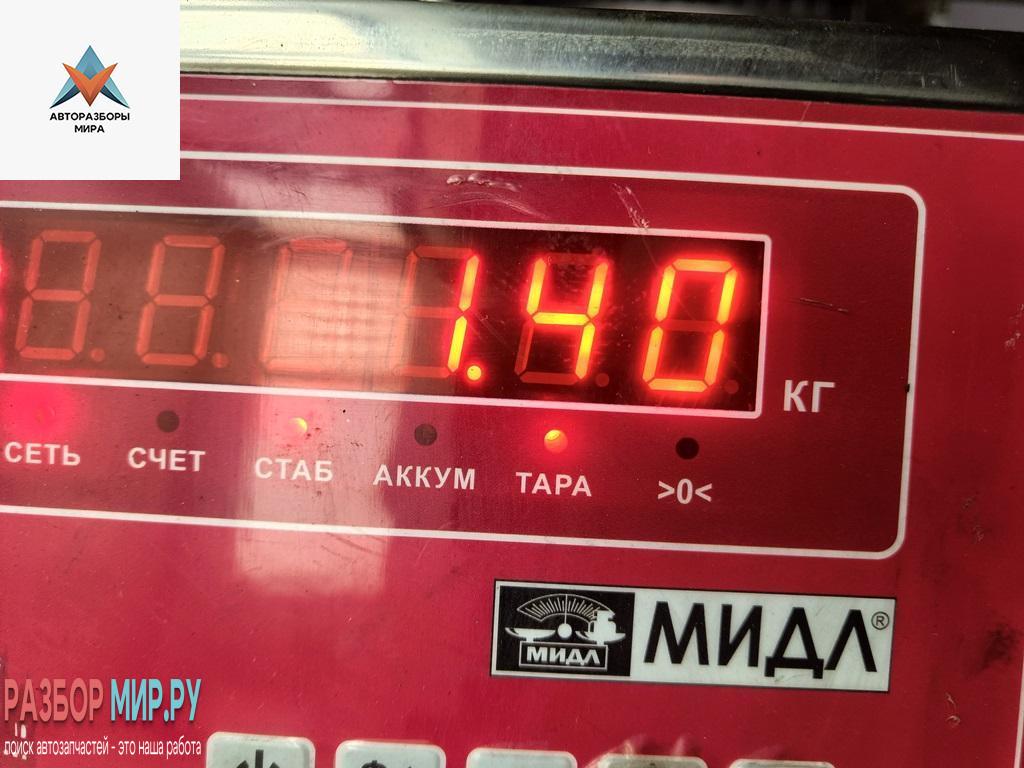 АВТОРАЗБОРЫ
МИРА
1.40
КГ
СЕТЬ СЧЕТ СТАБ АККУМ ТАРА >0<
МИДЛ МИДЛ®
РАЗБОР МИР.РУ
поиск автозапчастей - это наша работа